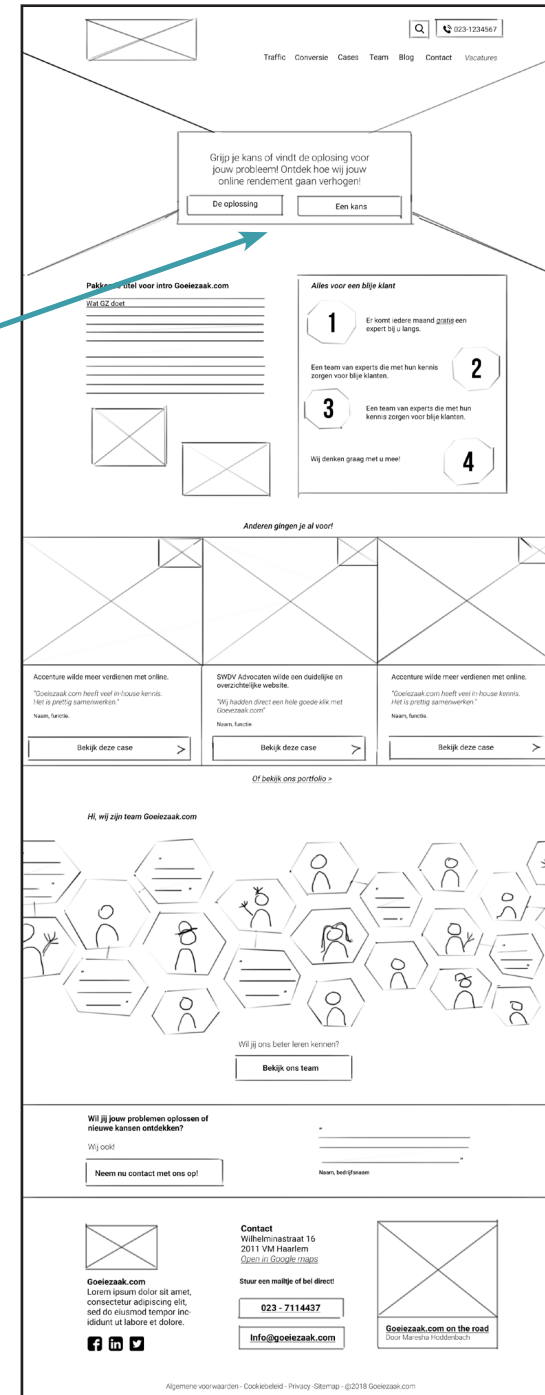 023-1234567
Traffic Conversie Cases Team Blog Contact Vacatures
Grijp je kans of vindt de oplosing voor
jouw probleem! Ontdek hoe wij jouw
online rendement gaan verhogen!
De oplossing
Een kans
titel voor intro Goeiezaak.com
Wat GZ doet
Alles voor een blije klant
1
Er komt iedere maand gratis een
expert bij u langs.
Een team van experts die met hun kennis
zorgen voor blije klanten.
2
3
Een team van experts die met hun
kennis zorgen voor blije klanten.
Wij denken graag met u mee!
4
Anderen gingen je al voor!
Accenture wilde meer verdienen met online.
"Goeiezaak.com heeft veel in-house kennis.
Het is prettig samenwerken."
Naam, functie.
Bekijk deze case >
SWDV Advocaten wilde een duidelijke en
overzichtelijke website.
"Wij hadden direct een hele goede klik met
Goeyezaak.com"
Naam, functie.
Bekijk deze case >
Accenture wilde meer verdienen met online.
"Goeiezaak.com heeft veel in-house kennis.
Het is prettig samenwerken."
Naam, functie.
Bekijk deze case >
Of bekijk ons portfolio >
Hi, wij zijn team Goeiezaak.com
Wil jij ons beter leren kennen?
Bekijk ons team
Wil jij jouw problemen oplossen of
nieuwe kansen ontdekken?
Wij ook!
Neem nu contact met ons op!
"
"
Naam, bedrijfsnaam
Goeiezaak.com
Lorem ipsum dolor sit amet,
consectetur adipiscing elit,
sed do eiusmod tempor inc-
ididunt ut labore et dolore.
Contact
Wilhelminastraat 16
2011 VM Haarlem
Open in Google maps
Stuur een mailtje of bel direct!
023 - 7114437
Info@goeiezaak.com
Goeiezaak.com on the road
Door Maresha Hoddenbach
Algemene voorwaarden - Cookiebeleid - Privacy -Sitemap - @2018 Goeiezaak.com